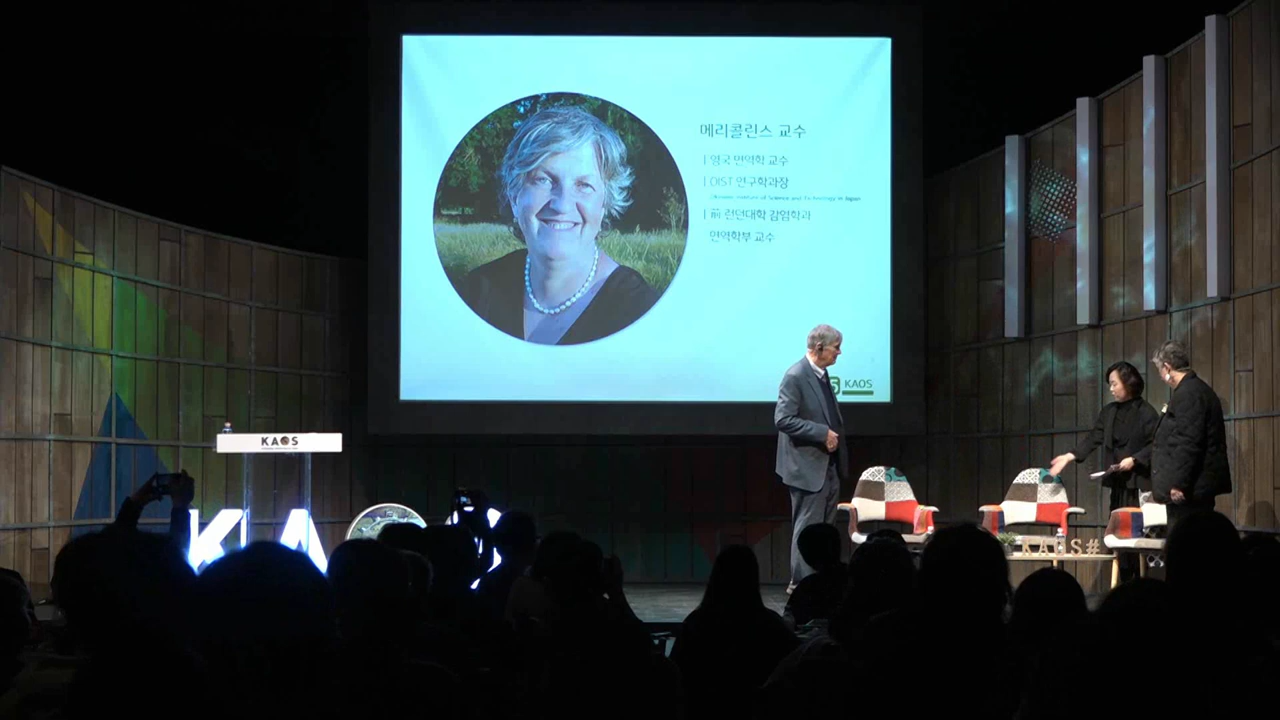 메리콜린스 교수
| 영국 면역학 교수
| OIST 연구학과장
Okinawa Institute of Science and Technology in Japan
| 前 런던대학 감염학과
면역학부 교수
KAOS
KAOS
KA
KAOS#